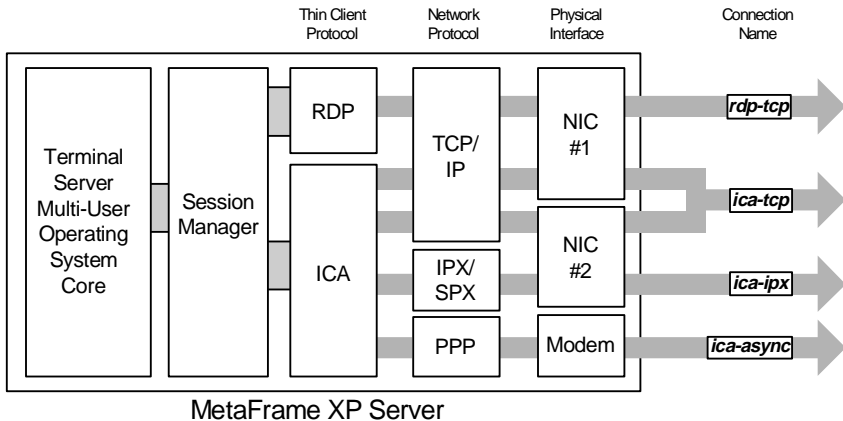 Thin Client
Protocol
Network
Protocol
Physical
Interface
Connection
Name
Terminal
Server
Multi-User
Operating
System
Core
Session
Manager
RDP
ICA
TCP/
IP
IPX/
SPX
PPP
NIC
#1
NIC
#2
Modem
rdp-tcp
ica-tcp
ica-ipx
ica-async
MetaFrame XP Server